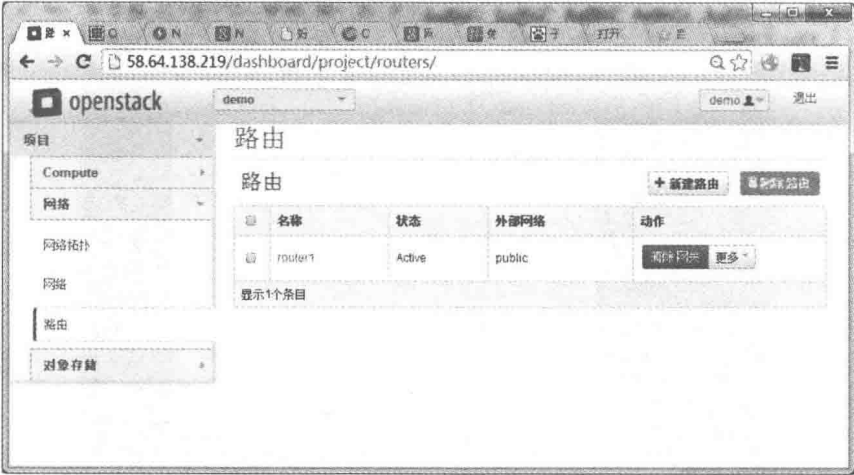 58.64.138.219/dashboard/project/routers/
openstack
demo
demo
退出
项目
Compute
网络
网络拓扑
网络
路由
对象存储
路由
路由
+ 新建路由
删除路由
名称
状态
外部网络
动作
router1
Active
public
清除网关
更多
显示1个条目